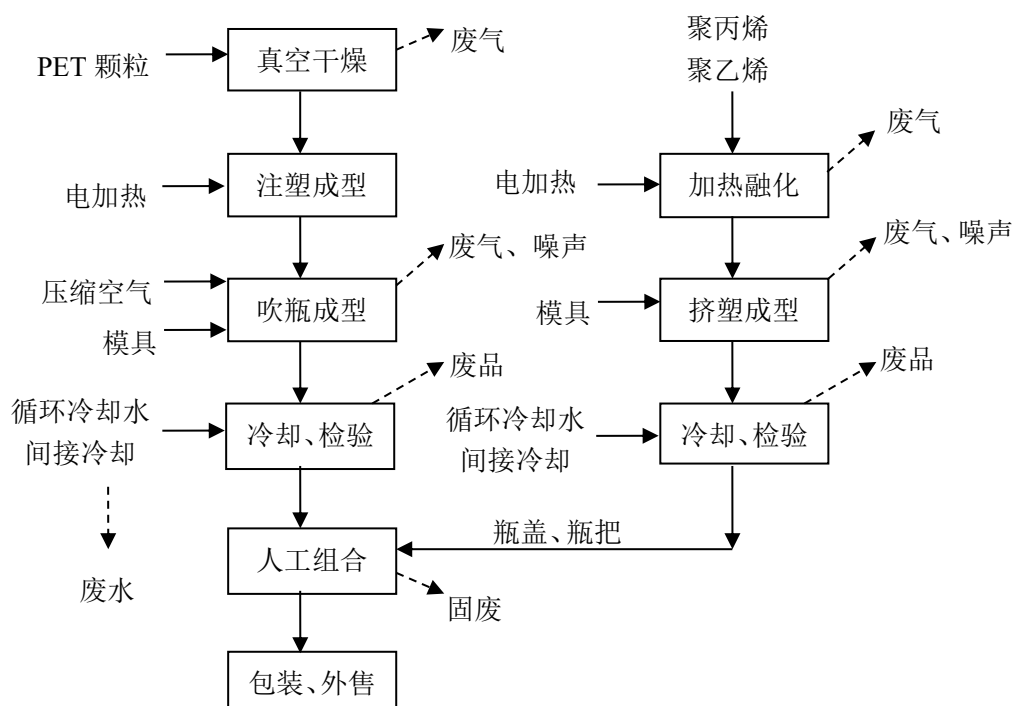 废气
PET 颗粒
真空干燥
聚丙烯
聚乙烯
废气
电加热
注塑成型
电加热
加热融化
废气、噪声
废气、噪声
压缩空气
模具
吹瓶成型
模具
挤塑成型
废品
废品
循环冷却水
间接冷却
冷却、检验
循环冷却水
间接冷却
冷却、检验
瓶盖、瓶把
人工组合
废水
固废
包装、外售